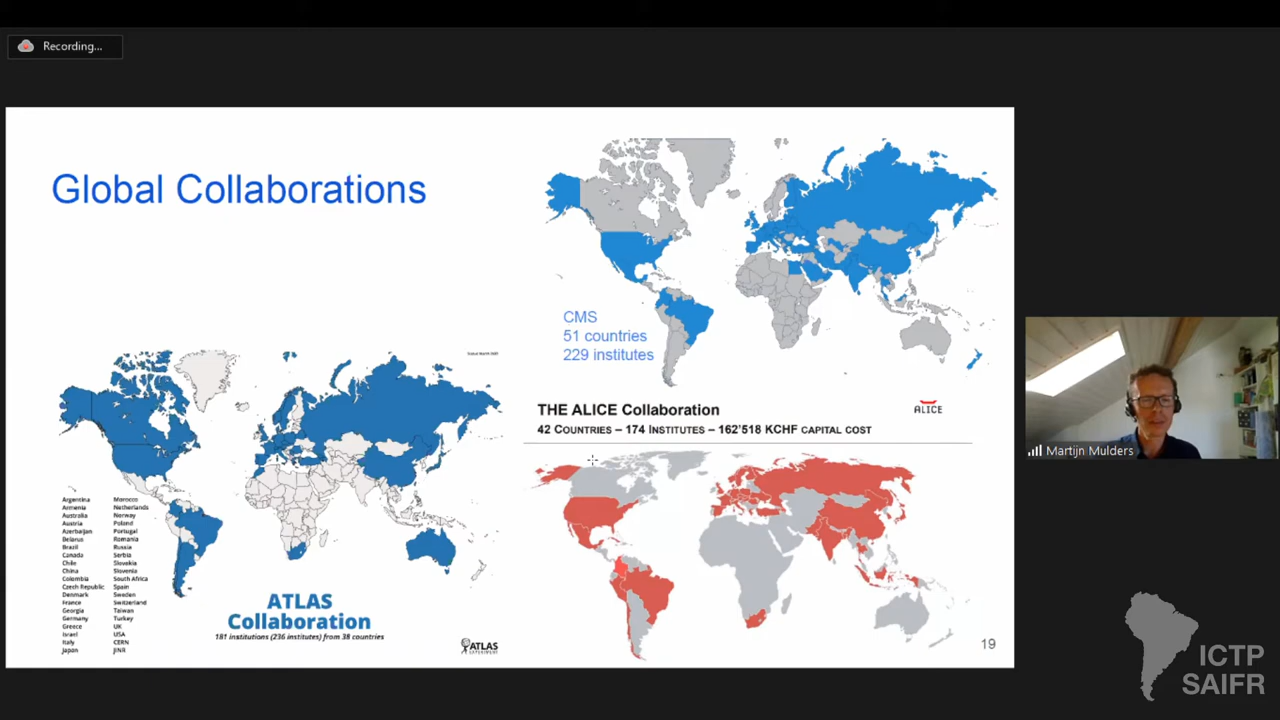 Recording...
Global Collaborations
CMS
51 countries
229 institutes
THE ALICE Collaboration
ALICE
42 COUNTRIES – 174 INSTITUTES – 162'518 KCHF CAPITAL COST
Argentina
Armenia
Australia
Austria
Azerbaijan
Belarus
Brazil
Canada
Chile
China
Colombia
Czech Republic
Denmark
France
Georgia
Germany
Greece
Israel
Italy
Japan
Morocco
Netherlands
Norway
Poland
Portugal
Romania
Russia
Serbia
Slovakia
Slovenia
South Africa
Spain
Sweden
Switzerland
Taiwan
Turkey
UK
USA
CERN
JINR
ATLAS
Collaboration
181 institutions (236 institutes) from 38 countries
ATLAS
EXPERIMENT
19
Martijn Mulders
ICTP
SAIFR